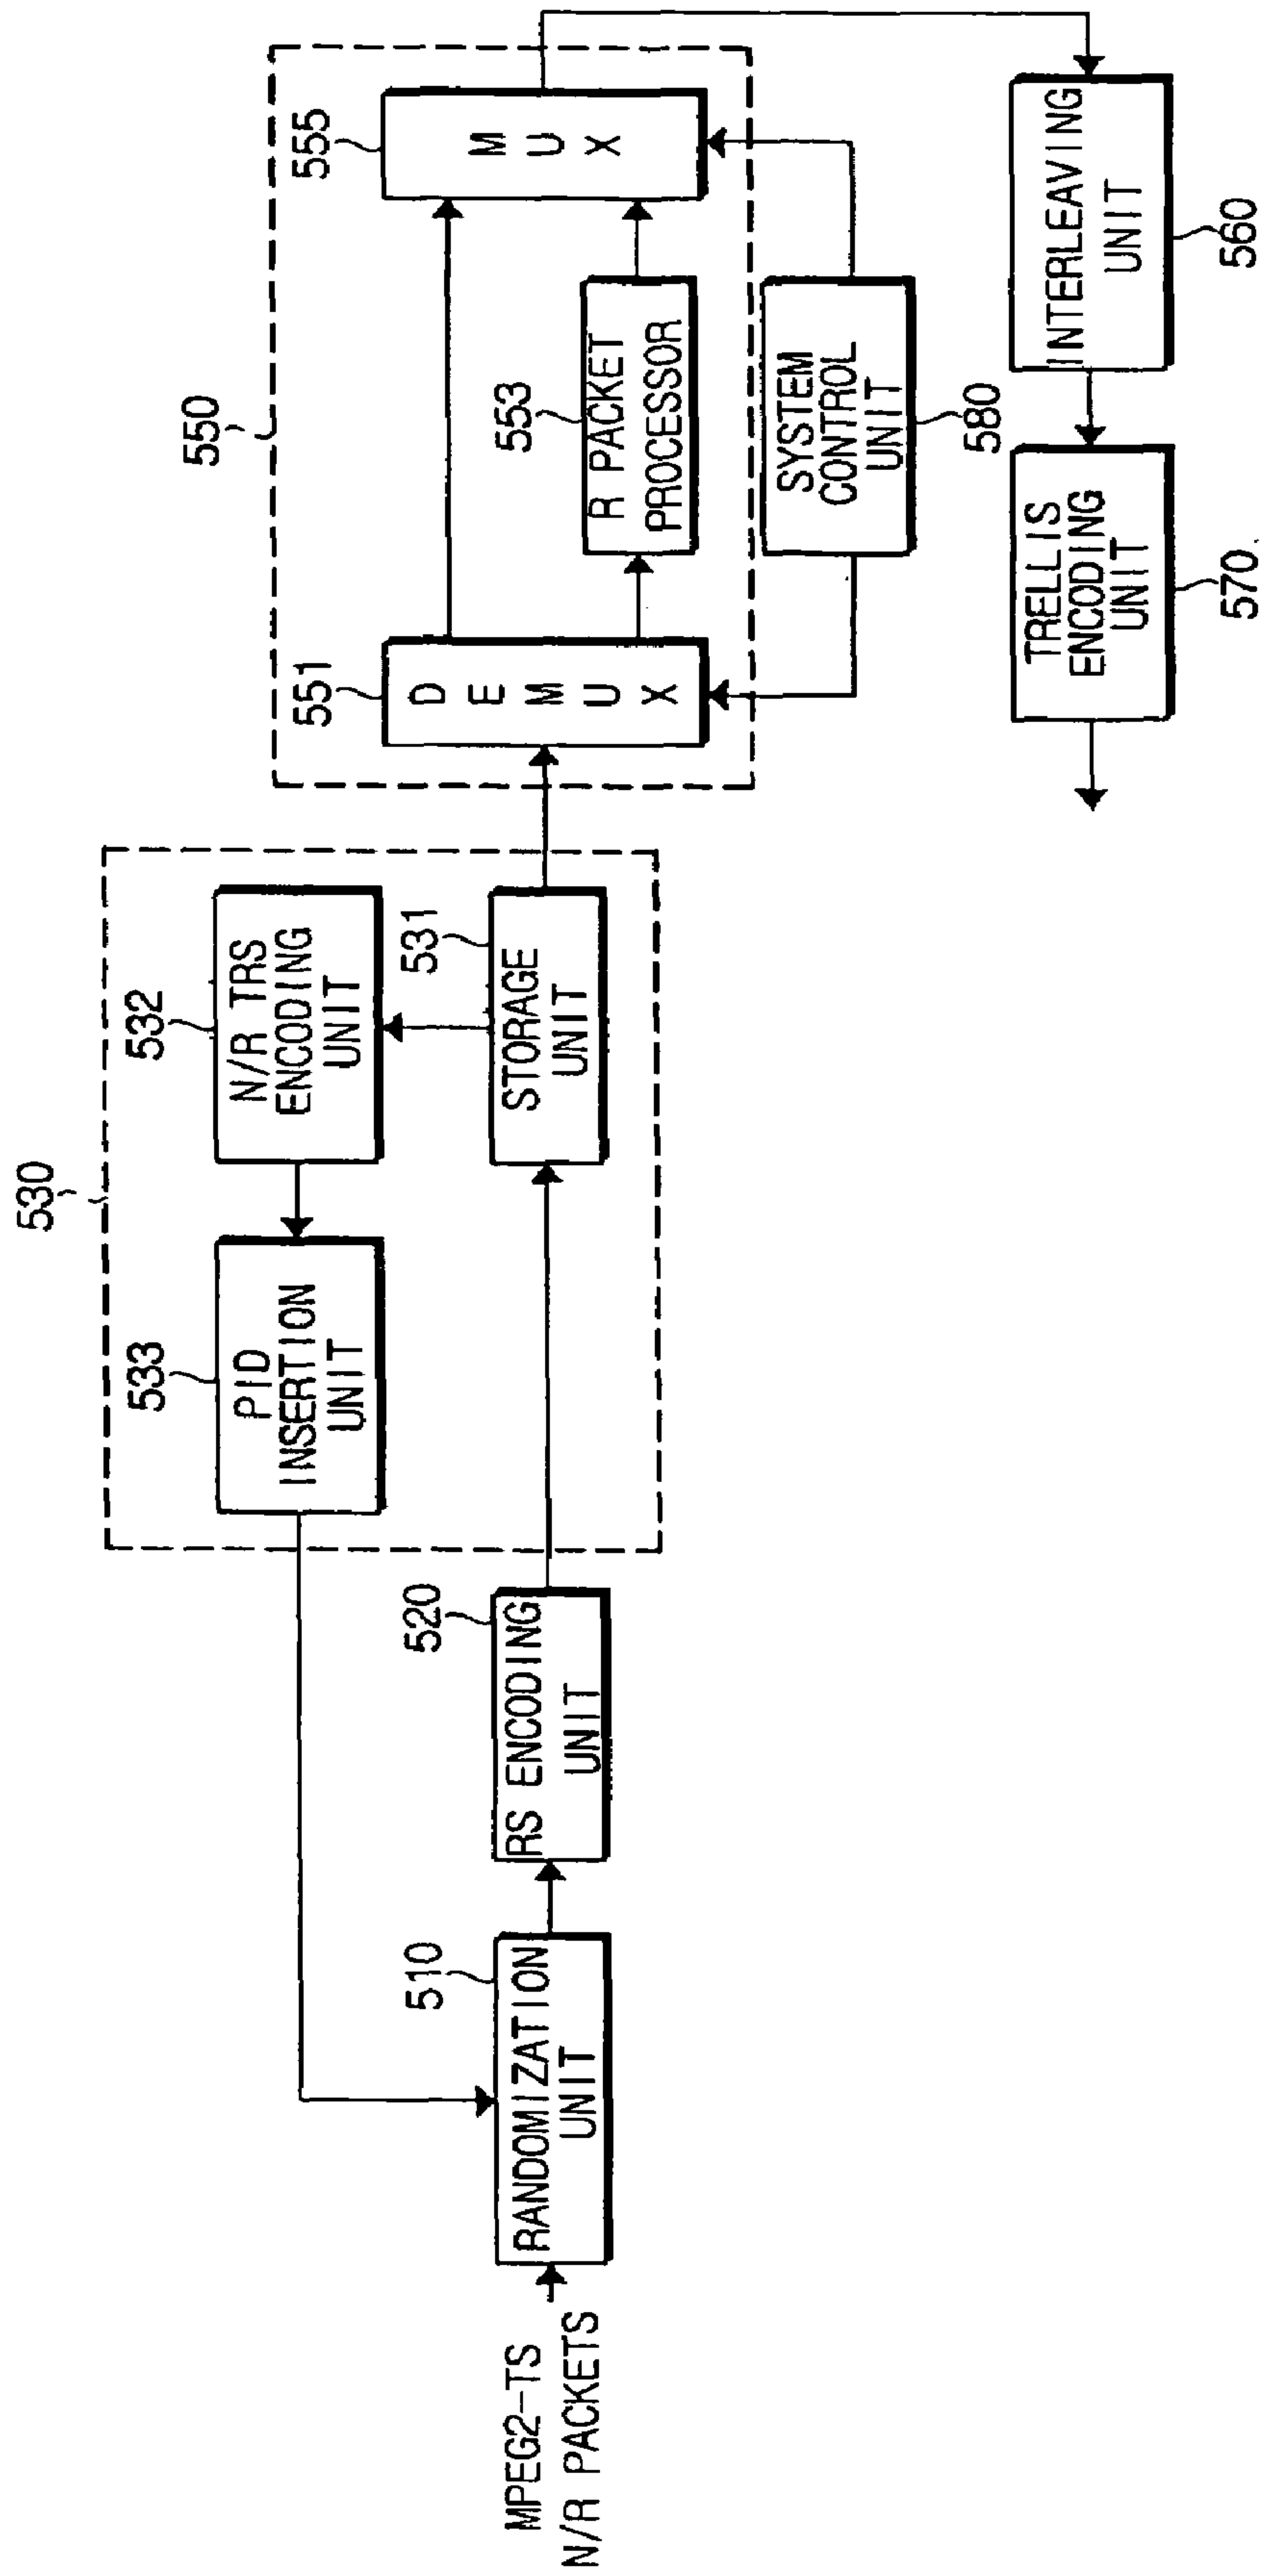 530
533
PID
INSERTION
UNIT
532
N/R TRS
ENCODING
UNIT
550
551
DEMUX
555
MUX
MPEG2-TS
N/R PACKETS
510
RANDOMIZATION
UNIT
520
RS ENCODING
UNIT
531
STORAGE
UNIT
553
R PACKET
PROCESSOR
SYSTEM
CONTROL
UNIT
580
TRELLIS
ENCODING
UNIT
570
INTERLEAVING
UNIT
560